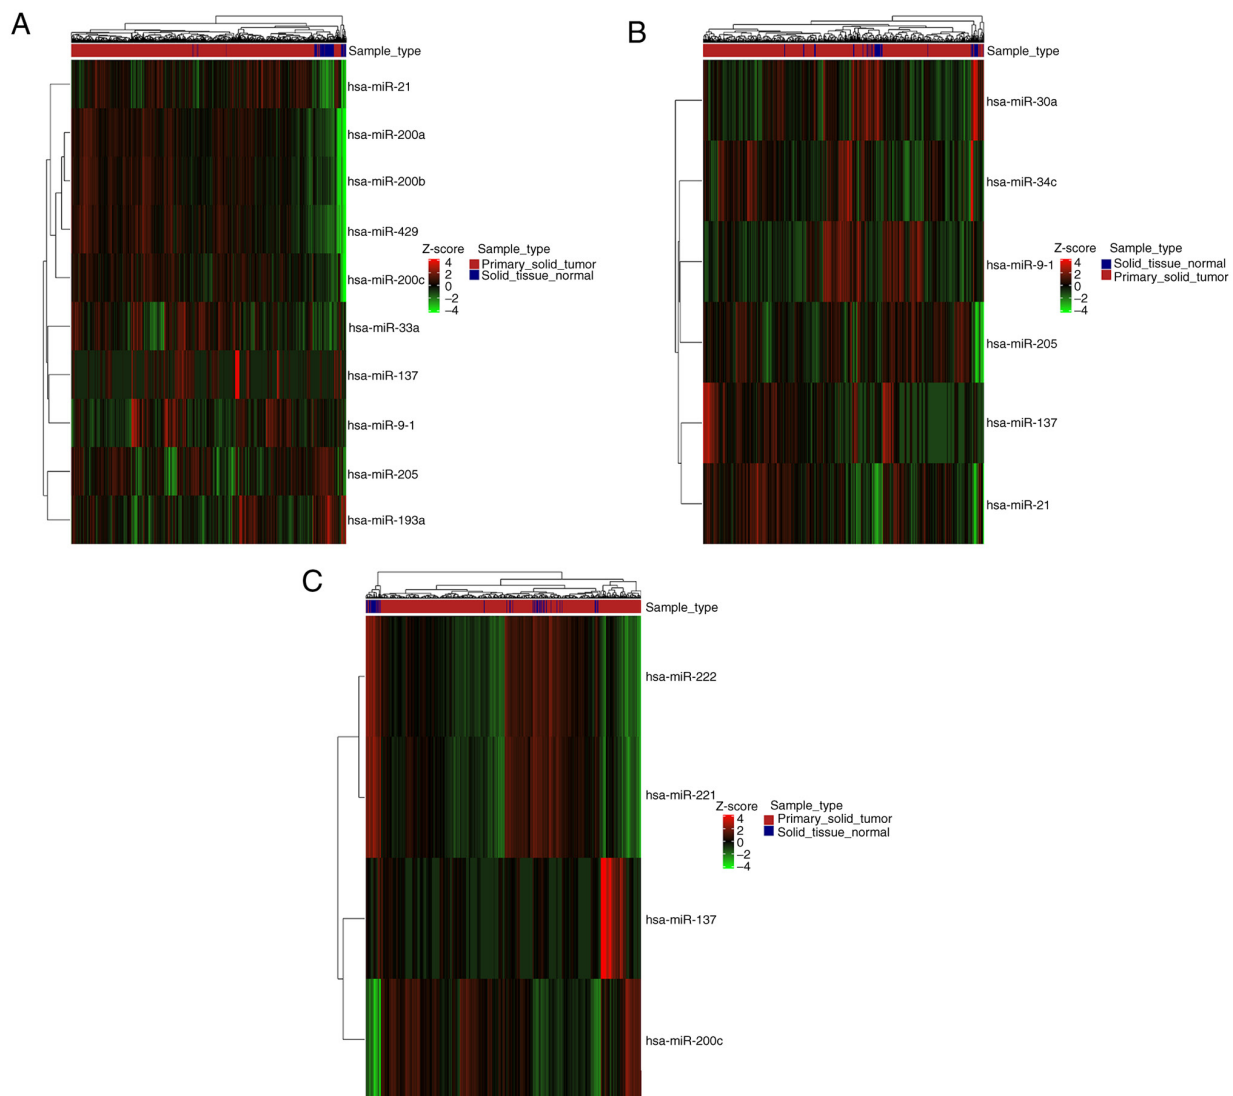 A
Sample_type
hsa-miR-21
hsa-miR-200a
hsa-miR-200b
hsa-miR-429
hsa-miR-200c
hsa-miR-33a
hsa-miR-137
hsa-miR-9-1
hsa-miR-205
hsa-miR-193a
Z-score
4
2
0
−2
−4
Sample_type
Primary_solid_tumor
Solid_tissue_normal
B
Sample_type
hsa-miR-30a
hsa-miR-34c
hsa-miR-9-1
hsa-miR-205
hsa-miR-137
hsa-miR-21
Z-score
4
2
0
−2
−4
Sample_type
Solid_tissue_normal
Primary_solid_tumor
C
Sample_type
hsa-miR-222
hsa-miR-221
hsa-miR-137
hsa-miR-200c
Z-score
4
2
0
−2
−4
Sample_type
Primary_solid_tumor
Solid_tissue_normal